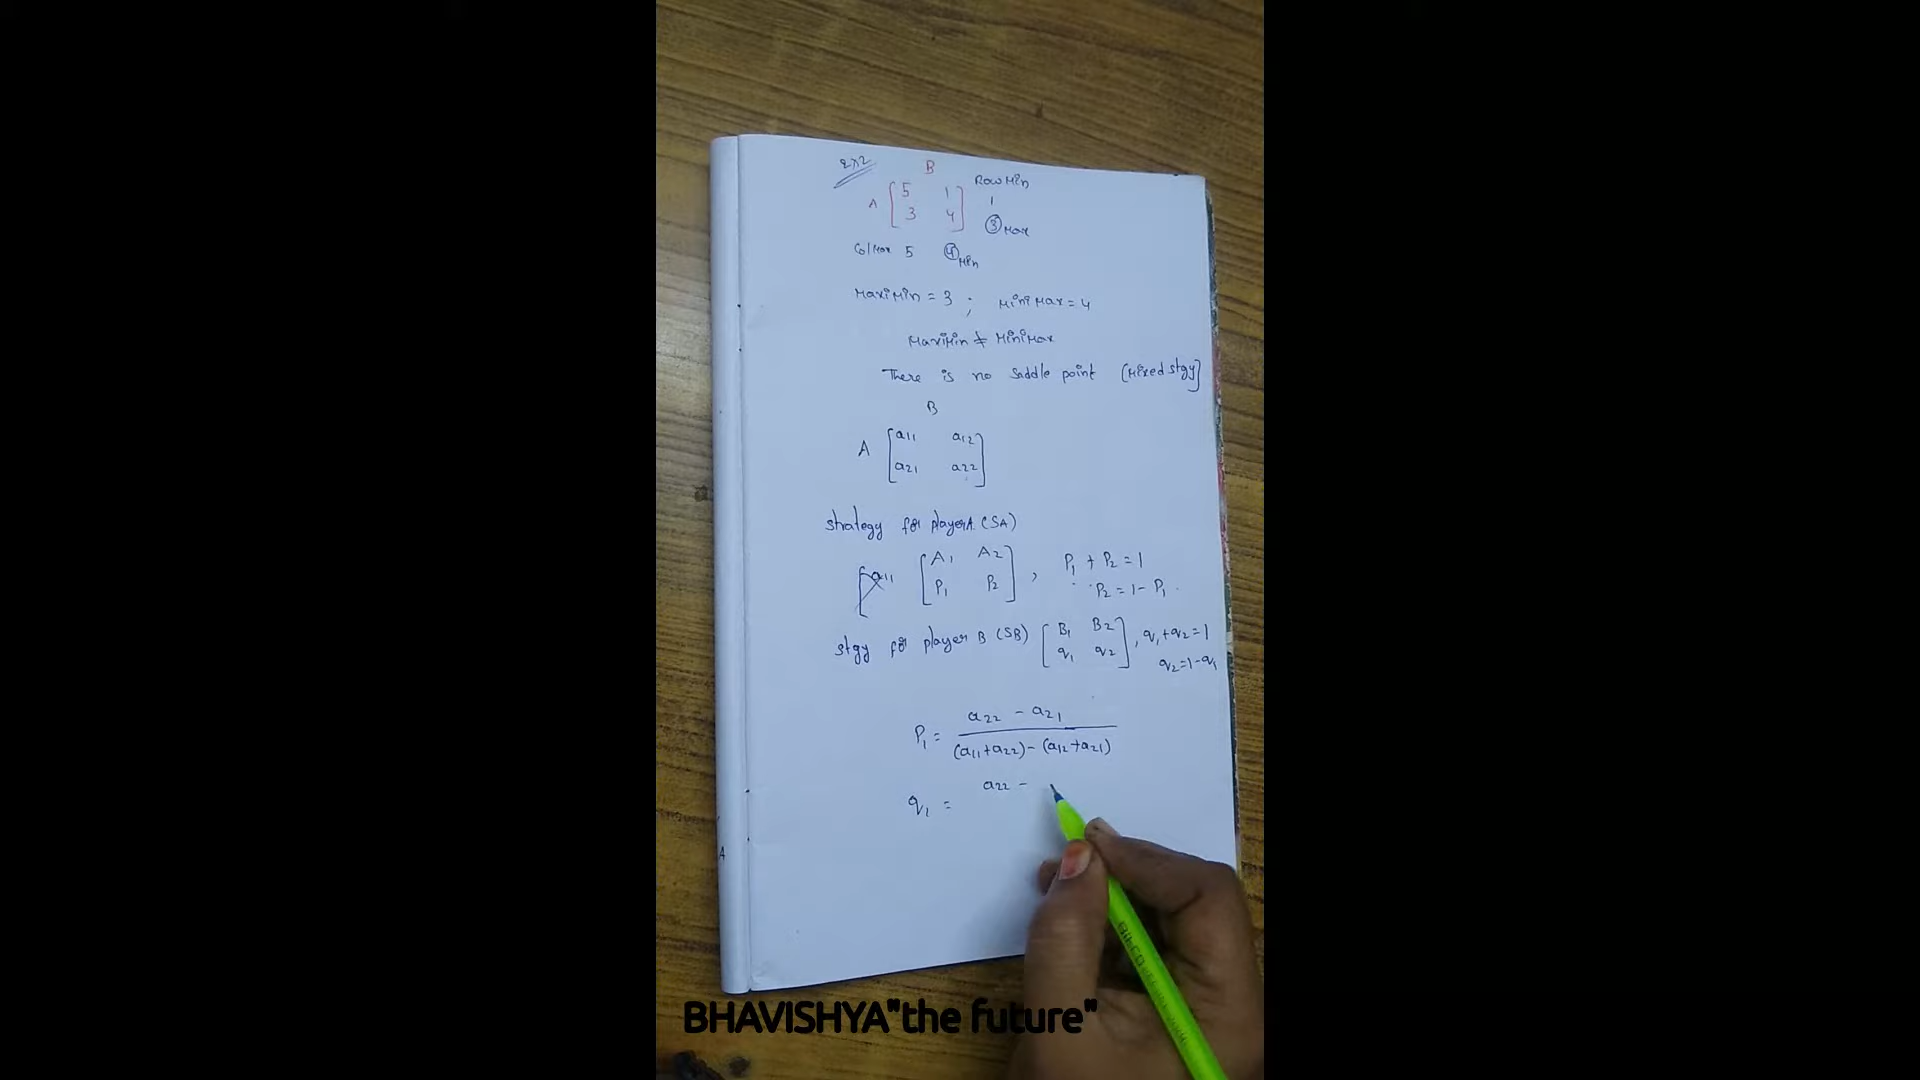 2x2
B
Row Min
A [ 5 1 ] 1
[ 3 4 ] ③ Max
Col Max 5 ④ Min
MaxiMin = 3 ; MiniMax = 4
MaxiMin ≠ MiniMax
There is no Saddle point (Mixed stgy)
B
A [ a11 a12 ]
[ a21 a22 ]
strategy for player A (SA)
a11 [ A1 A2 ] , P1 + P2 = 1
[ P1 P2 ] P2 = 1 - P1
stgy for player B (SB) [ B1 B2 ] , q1+q2=1
[ q1 q2 ] q2=1-q1
P1 = a22 - a21
(a11+a22)-(a12+a21)
q1 = a22 -
BHAVISHYA"the future"